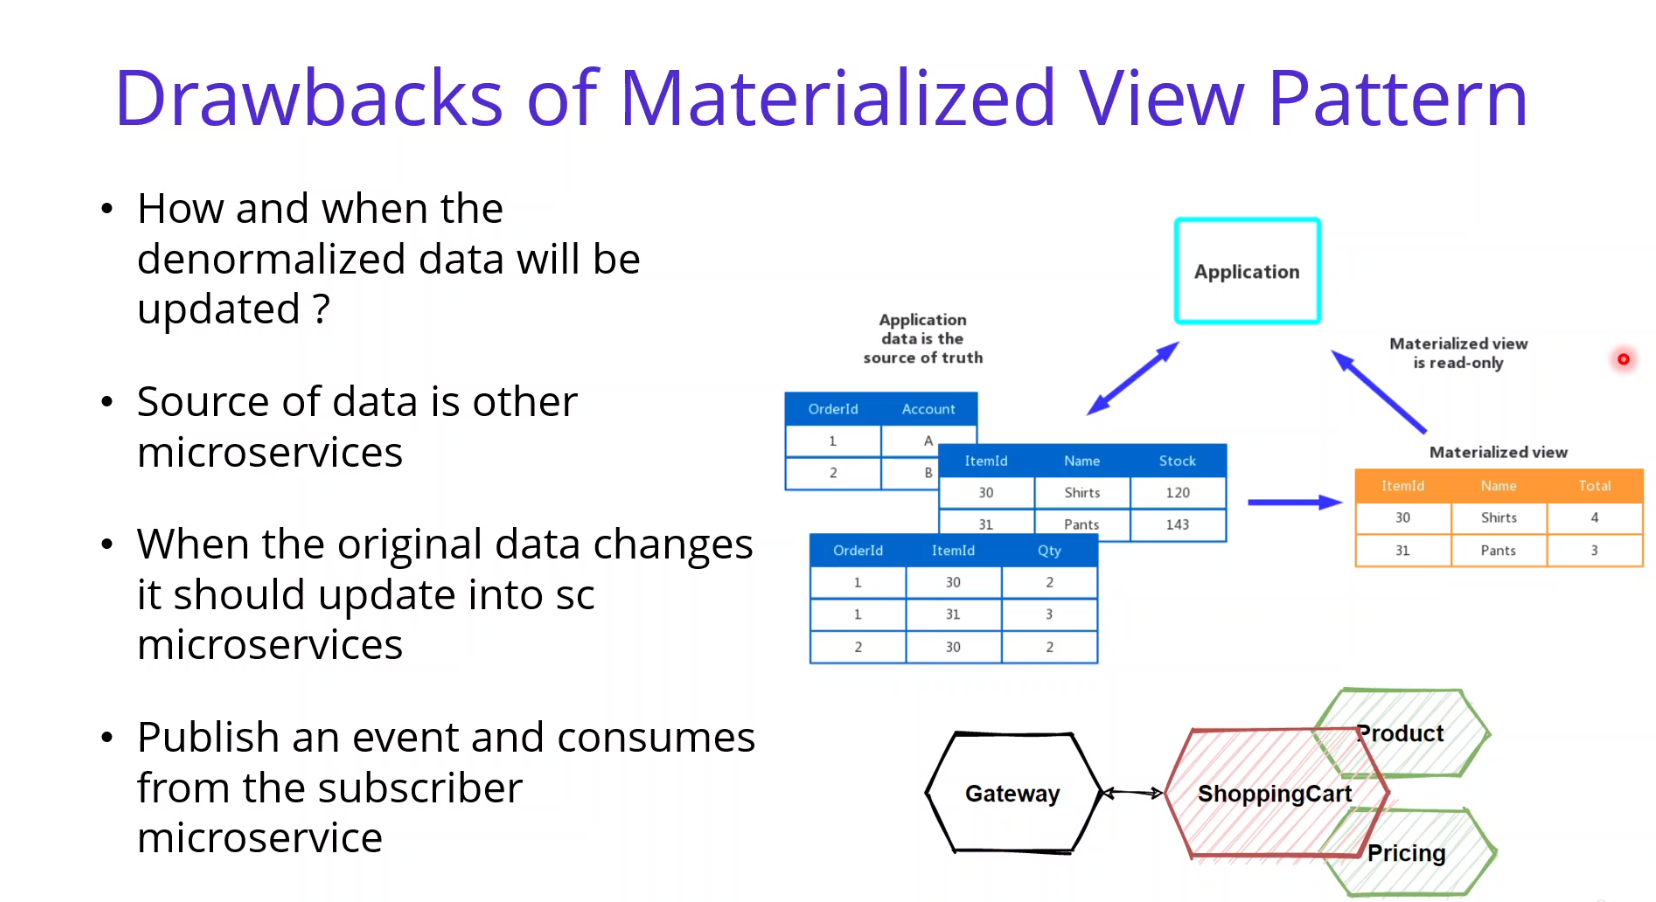 Drawbacks of Materialized View Pattern
• How and when the
denormalized data will be
updated ?
• Source of data is other
microservices
• When the original data changes
it should update into sc
microservices
• Publish an event and consumes
from the subscriber
microservice
Application
Application
data is the
source of truth
Materialized view
is read-only
OrderId Account
1 A
2 B
ItemId Name Stock
30 Shirts 120
31 Pants 143
OrderId ItemId Qty
1 30 2
1 31 3
2 30 2
Materialized view
ItemId Name Total
30 Shirts 4
31 Pants 3
Gateway
ShoppingCart
Product
Pricing